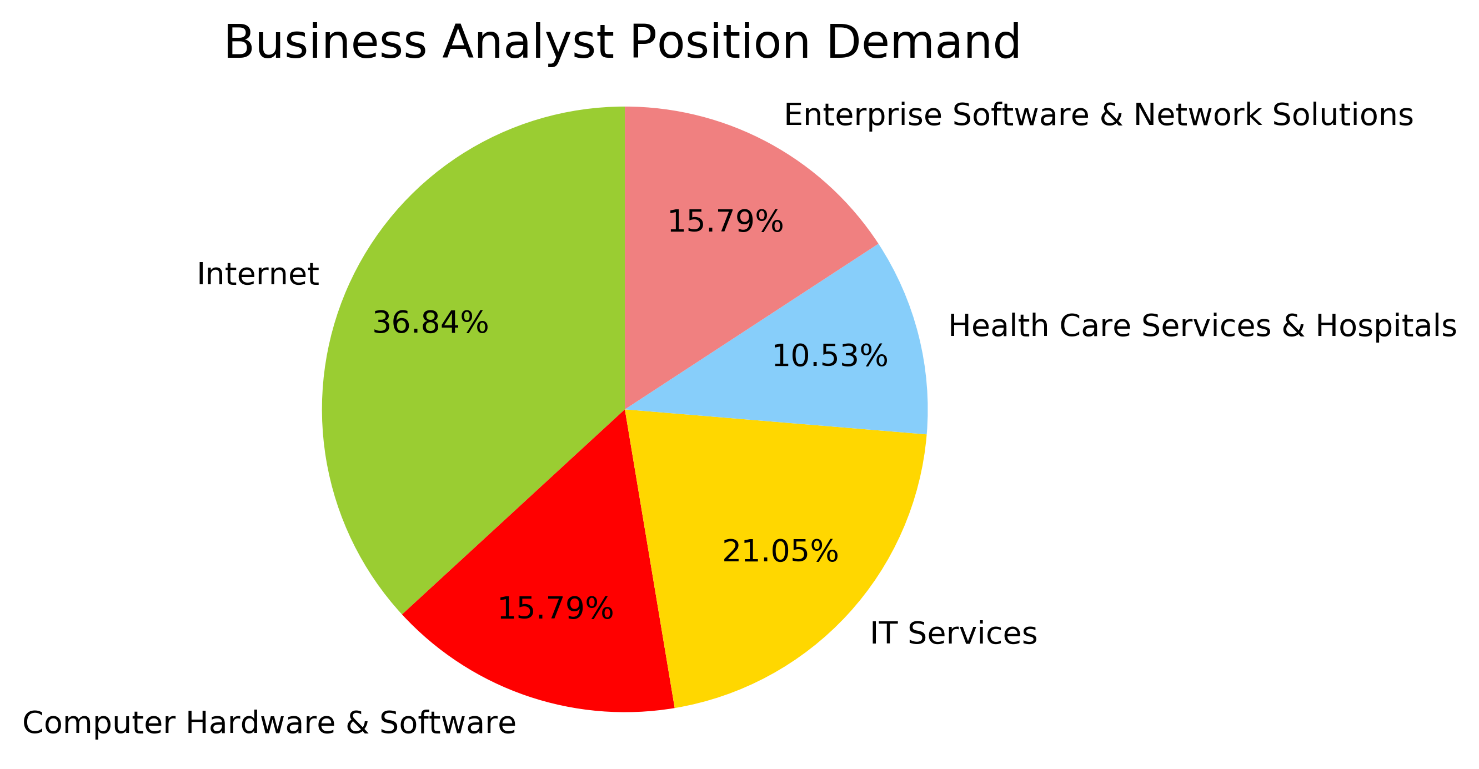 Business Analyst Position Demand
Enterprise Software & Network Solutions
15.79%
Internet
36.84%
Health Care Services & Hospitals
10.53%
21.05%
15.79%
IT Services
Computer Hardware & Software